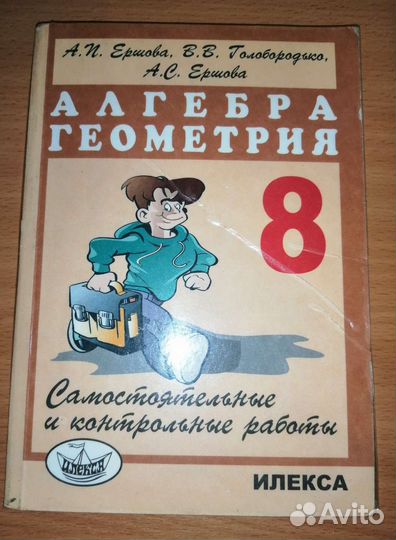 А.П. Ершова, В.В. Голобородько,
А.С. Ершова
АЛГЕБРА
ГЕОМЕТРИЯ
8
Самостоятельные
и контрольные работы
ИЛЕКСА
ИЛЕКСА
Avito